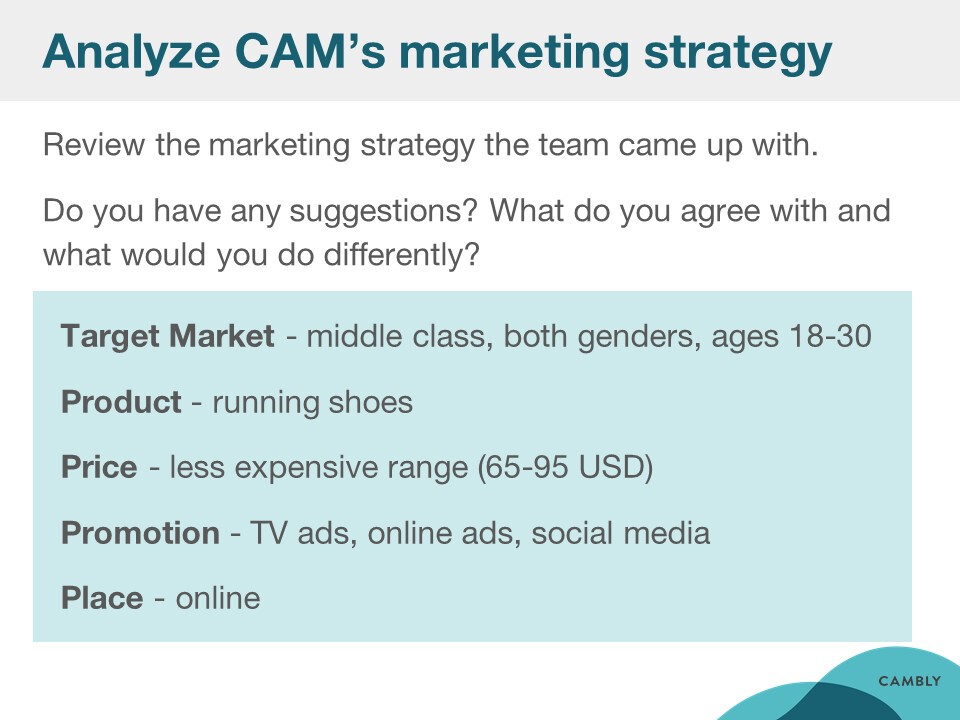 Analyze CAM’s marketing strategy
Review the marketing strategy the team came up with.
Do you have any suggestions? What do you agree with and
what would you do differently?
Target Market - middle class, both genders, ages 18-30
Product - running shoes
Price - less expensive range (65-95 USD)
Promotion - TV ads, online ads, social media
Place - online
CAMBLY